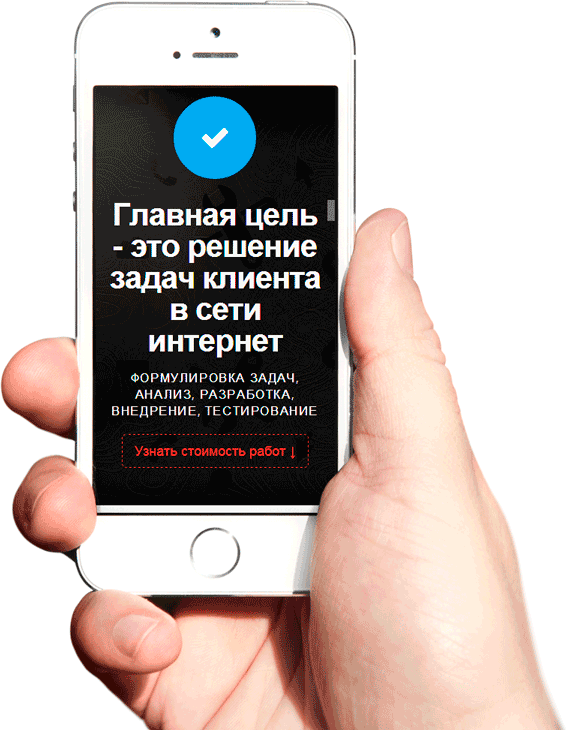 Главная цель
- это решение
задач клиента
в сети
интернет
ФОРМУЛИРОВКА ЗАДАЧ,
АНАЛИЗ, РАЗРАБОТКА,
ВНЕДРЕНИЕ, ТЕСТИРОВАНИЕ
Узнать стоимость работ ↓